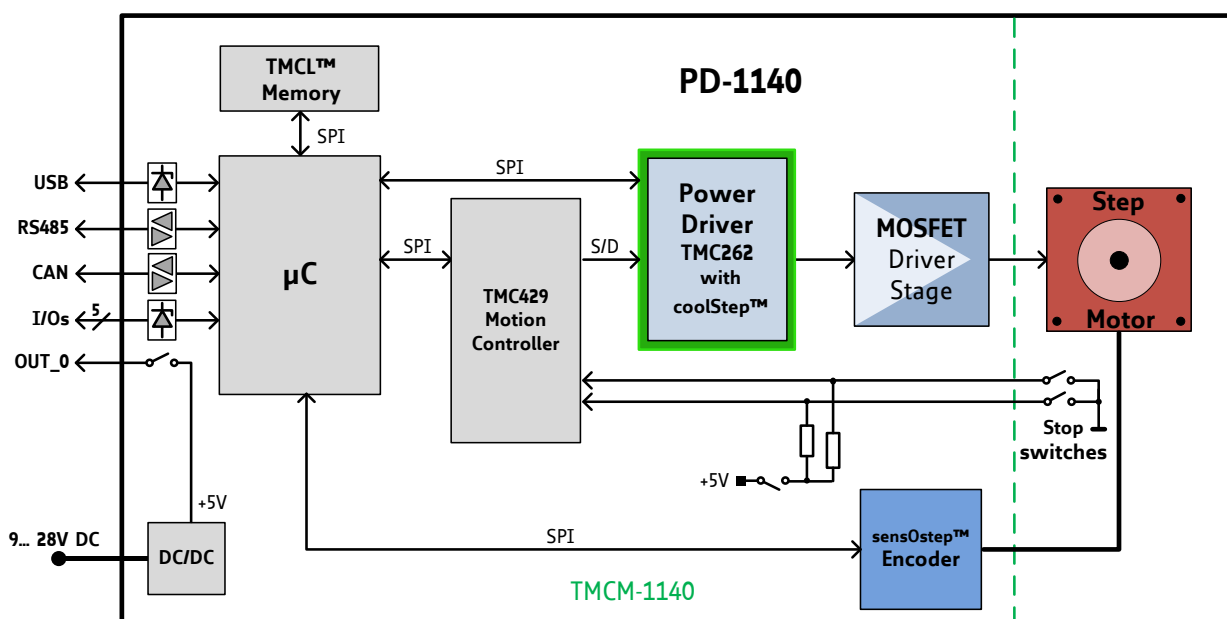 PD-1140
TMCL™
Memory
SPI
USB
RS485
CAN
I/Os
5
OUT_0
µC
SPI
SPI
S/D
TMC429
Motion
Controller
Power
Driver
TMC262
with
coolStep™
MOSFET
Driver
Stage
Step
Motor
Stop
switches
+5V
+5V
9... 28V DC
DC/DC
SPI
sensOstep™
Encoder
TMCM-1140